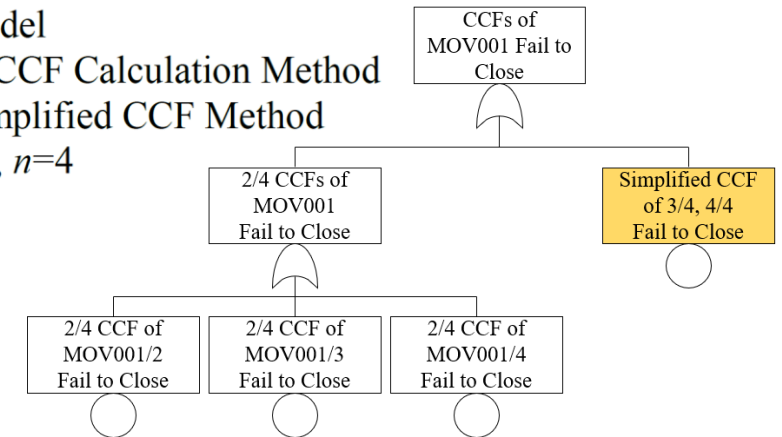 CCF Calculation Method
CCF Method
, n=4
CCFs of
MOV001 Fail to
Close
2/4 CCFs of
MOV001
Fail to Close
Simplified CCF
of 3/4, 4/4
Fail to Close
2/4 CCF of
MOV001/2
Fail to Close
2/4 CCF of
MOV001/3
Fail to Close
2/4 CCF of
MOV001/4
Fail to Close